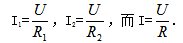 I₁=U/R₁，I₂=U/R₂，而 I=U/R.